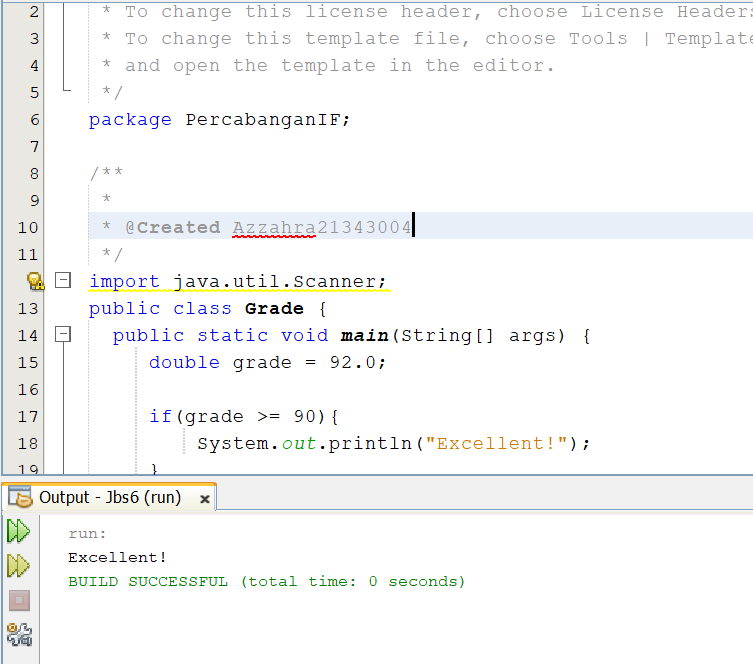 2 * To change this license header, choose License Headers
3 * To change this template file, choose Tools | Template
4 * and open the template in the editor.
5 */
6 package PercabanganIF;
7
8 /**
9 *
10 * @Created Azzahra21343004
11 */
import java.util.Scanner;
13 public class Grade {
14 public static void main(String[] args) {
15 double grade = 92.0;
16
17 if(grade >= 90){
18 System.out.println("Excellent!");
19 }
Output - Jbs6 (run) ×
run:
Excellent!
BUILD SUCCESSFUL (total time: 0 seconds)